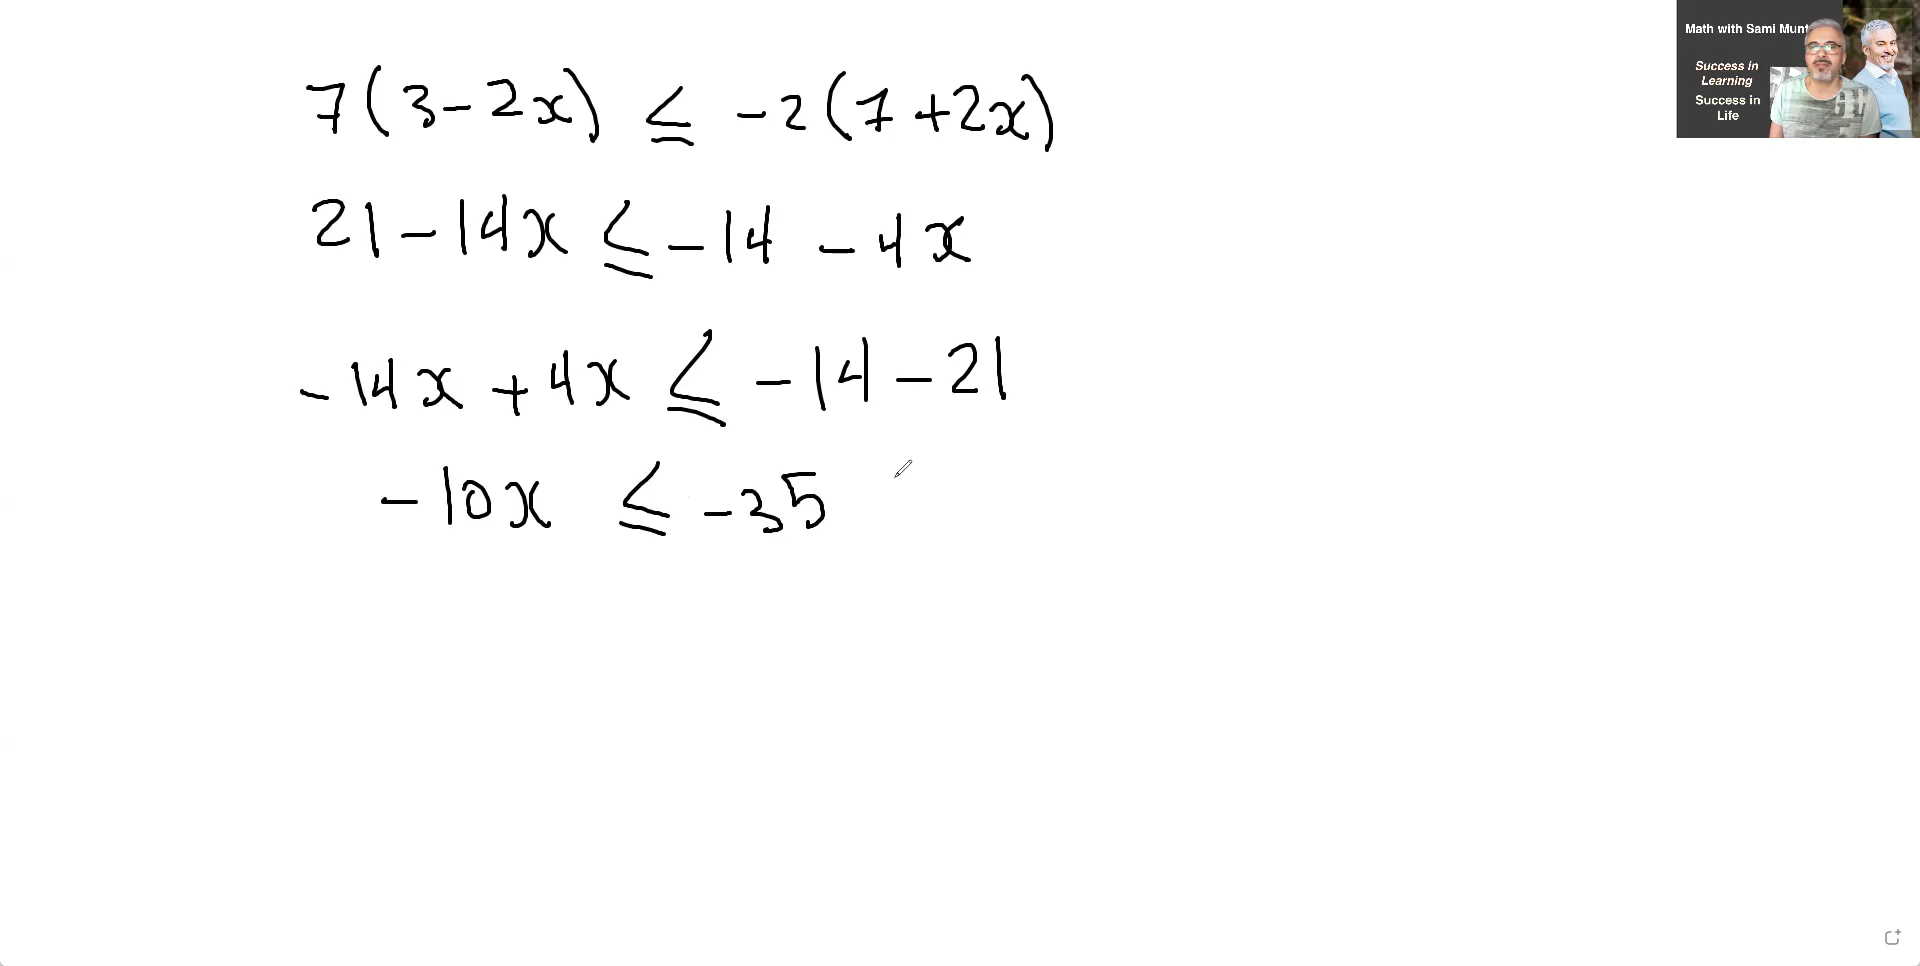 7(3-2x) ≤ -2(7+2x)
21-14x ≤ -14 - 4x
-14x + 4x ≤ -14 - 21
-10x ≤ -35
Math with Sami Munt
Success in
Learning
Success in
Life